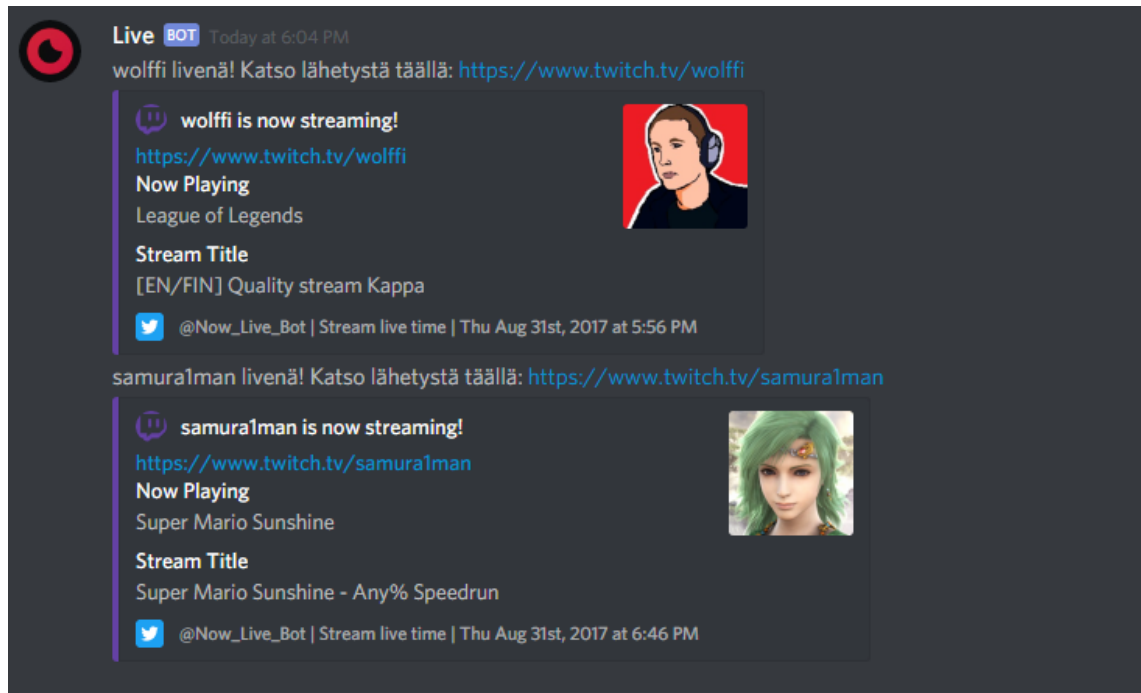 Live BOT Today at 6:04 PM
wolffi livenä! Katso lähetystä täällä: https://www.twitch.tv/wolffi
wolffi is now streaming!
https://www.twitch.tv/wolffi
Now Playing
League of Legends
Stream Title
[EN/FIN] Quality stream Kappa
@Now_Live_Bot | Stream live time | Thu Aug 31st, 2017 at 5:56 PM
samura1man livenä! Katso lähetystä täällä: https://www.twitch.tv/samura1man
samura1man is now streaming!
https://www.twitch.tv/samura1man
Now Playing
Super Mario Sunshine
Stream Title
Super Mario Sunshine - Any% Speedrun
@Now_Live_Bot | Stream live time | Thu Aug 31st, 2017 at 6:46 PM